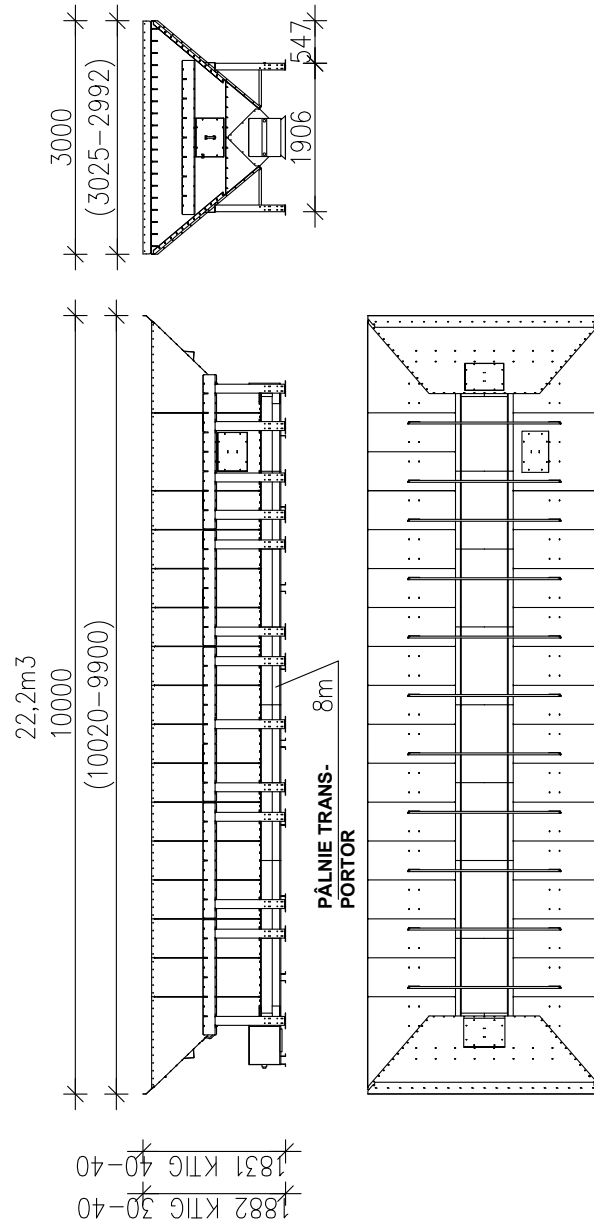 3000
(3025-2992)
547
1906
22,2m3
10000
(10020-9900)
PÂLNIE TRANS-
PORTOR
8m
1831 KTIG 40-40
1882 KTIG 30-40